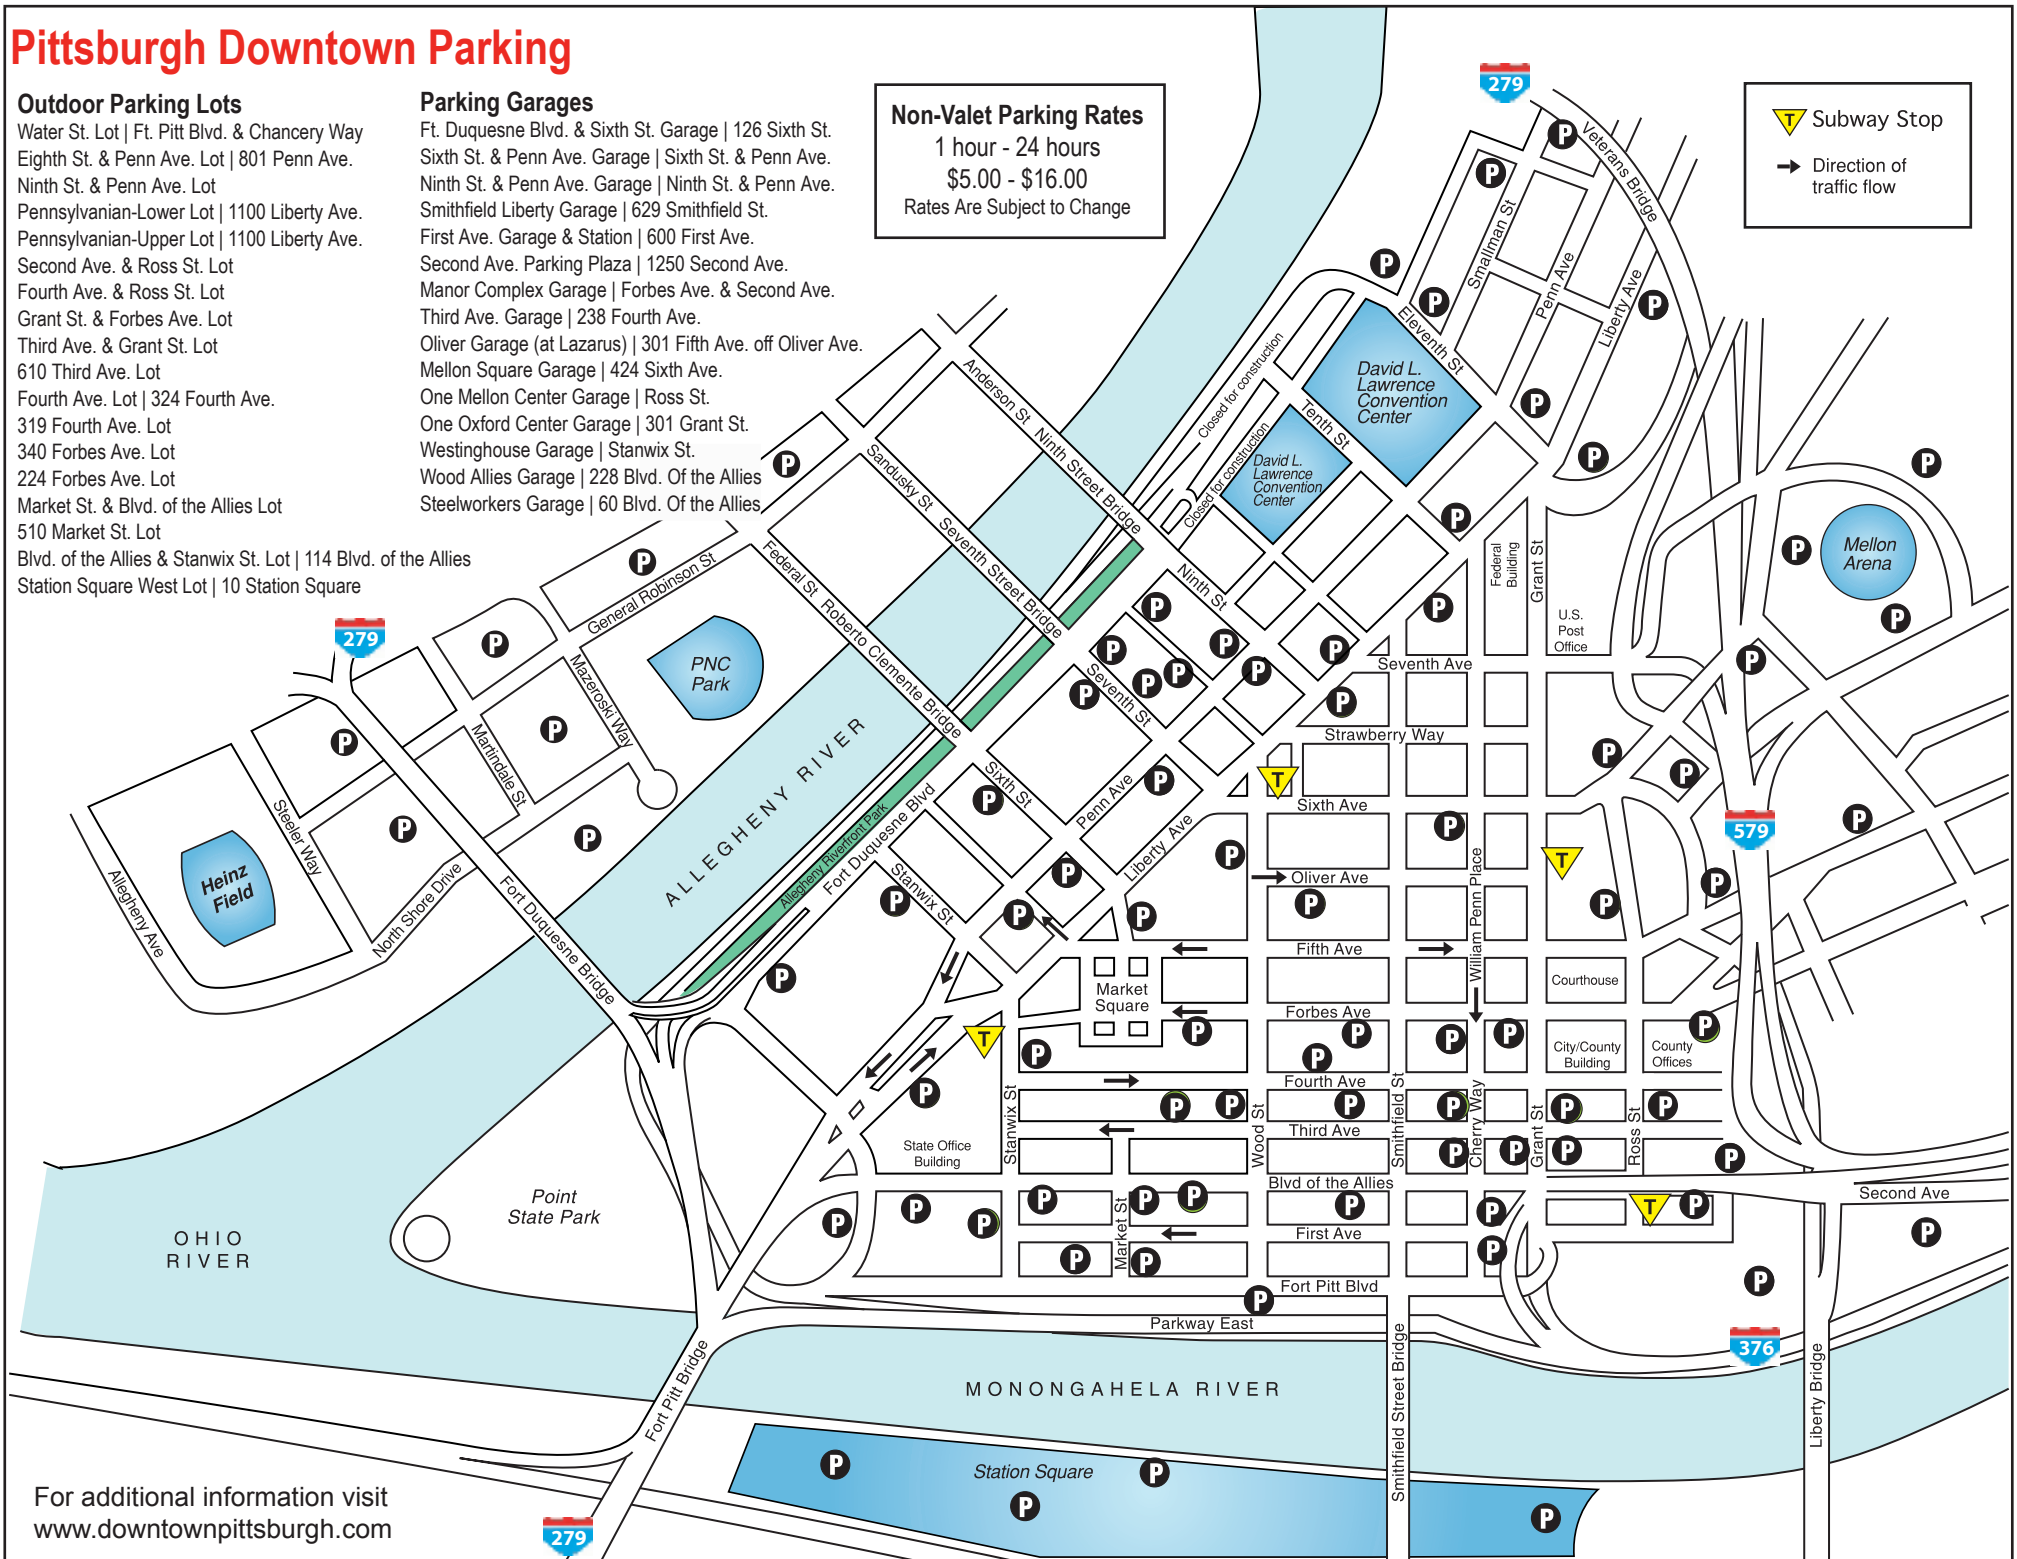 Pittsburgh Downtown Parking
Outdoor Parking Lots
Water St. Lot | Ft. Pitt Blvd. & Chancery Way
Eighth St. & Penn Ave. Lot | 801 Penn Ave.
Ninth St. & Penn Ave. Lot
Pennsylvanian-Lower Lot | 1100 Liberty Ave.
Pennsylvanian-Upper Lot | 1100 Liberty Ave.
Second Ave. & Ross St. Lot
Fourth Ave. & Ross St. Lot
Grant St. & Forbes Ave. Lot
Third Ave. & Grant St. Lot
610 Third Ave. Lot
Fourth Ave. Lot | 324 Fourth Ave.
319 Fourth Ave. Lot
340 Forbes Ave. Lot
224 Forbes Ave. Lot
Market St. & Blvd. of the Allies Lot
510 Market St. Lot
Blvd. of the Allies & Stanwix St. Lot | 114 Blvd. of the Allies
Station Square West Lot | 10 Station Square
Parking Garages
Ft. Duquesne Blvd. & Sixth St. Garage | 126 Sixth St.
Sixth St. & Penn Ave. Garage | Sixth St. & Penn Ave.
Ninth St. & Penn Ave. Garage | Ninth St. & Penn Ave.
Smithfield Liberty Garage | 629 Smithfield St.
First Ave. Garage & Station | 600 First Ave.
Second Ave. Parking Plaza | 1250 Second Ave.
Manor Complex Garage | Forbes Ave. & Second Ave.
Third Ave. Garage | 238 Fourth Ave.
Oliver Garage (at Lazarus) | 301 Fifth Ave. off Oliver Ave.
Mellon Square Garage | 424 Sixth Ave.
One Mellon Center Garage | Ross St.
One Oxford Center Garage | 301 Grant St.
Westinghouse Garage | Stanwix St.
Wood Allies Garage | 228 Blvd. Of the Allies
Steelworkers Garage | 60 Blvd. Of the Allies
Non-Valet Parking Rates
1 hour - 24 hours
$5.00 - $16.00
Rates Are Subject to Change
T Subway Stop
Direction of
traffic flow
279
Veterans Bridge
Smallman St
Penn Ave
Liberty Ave
Eleventh St
David L.
Lawrence
Convention
Center
Tenth St
David L.
Lawrence
Convention
Center
Closed for construction
Closed for construction
Anderson St
Ninth Street Bridge
Sandusky St
Seventh Street Bridge
Federal St
Roberto Clemente Bridge
General Robinson St
Mazeroski Way
PNC
Park
279
Martindale St
Steeler Way
Heinz
Field
Allegheny Ave
North Shore Drive
Fort Duquesne Bridge
ALLEGHENY RIVER
Allegheny Riverfront Park
Fort Duquesne Blvd
Stanwix St
Sixth St
Seventh St
Ninth St
Penn Ave
Liberty Ave
Federal
Building
Grant St
U.S.
Post
Office
Mellon
Arena
Seventh Ave
Strawberry Way
T
Sixth Ave
T
579
Oliver Ave
William Penn Place
Fifth Ave
Courthouse
Market
Square
Forbes Ave
City/County
Building
County
Offices
T
Fourth Ave
Stanwix St
Wood St
Smithfield St
Cherry Way
Grant St
Ross St
Third Ave
State Office
Building
Blvd of the Allies
T
Second Ave
Market St
First Ave
Fort Pitt Blvd
Point
State Park
OHIO
RIVER
Parkway East
376
Fort Pitt Bridge
MONONGAHELA RIVER
Smithfield Street Bridge
Liberty Bridge
Station Square
279
For additional information visit
www.downtownpittsburgh.com